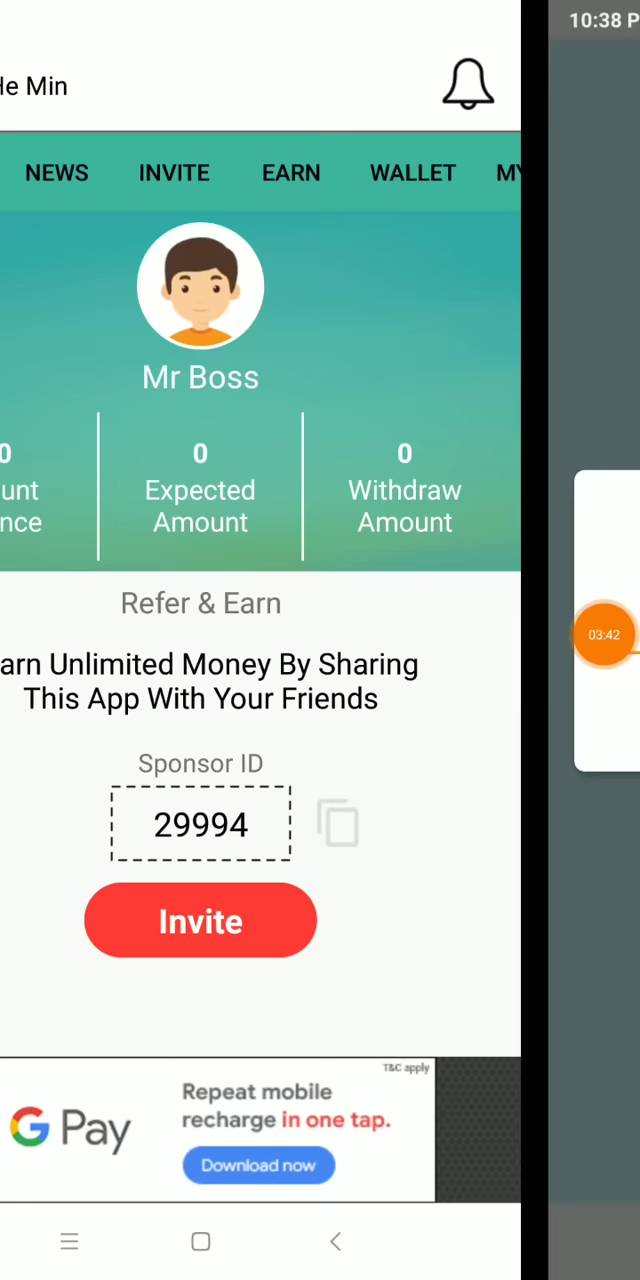 10:38 P
He Min
NEWS INVITE EARN WALLET MY
Mr Boss
0
unt
nce
0
Expected
Amount
0
Withdraw
Amount
Refer & Earn
arn Unlimited Money By Sharing
This App With Your Friends
Sponsor ID
29994
Invite
03:42
T&C apply
G Pay
Repeat mobile
recharge in one tap.
Download now